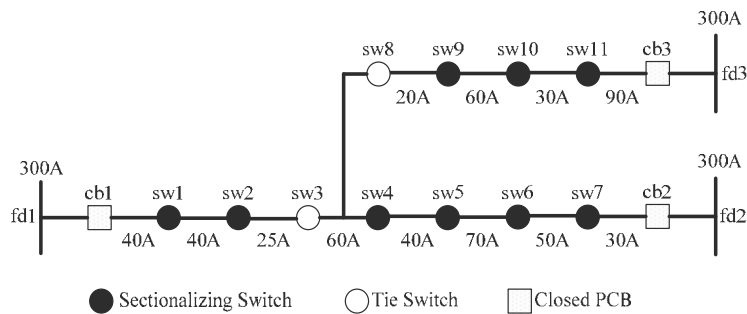 300A
sw8 sw9 sw10 sw11 cb3
fd3
20A 60A 30A 90A
300A
300A
cb1 sw1 sw2 sw3 sw4 sw5 sw6 sw7 cb2
fd1 fd2
40A 40A 25A 60A 40A 70A 50A 30A
Sectionalizing Switch Tie Switch Closed PCB